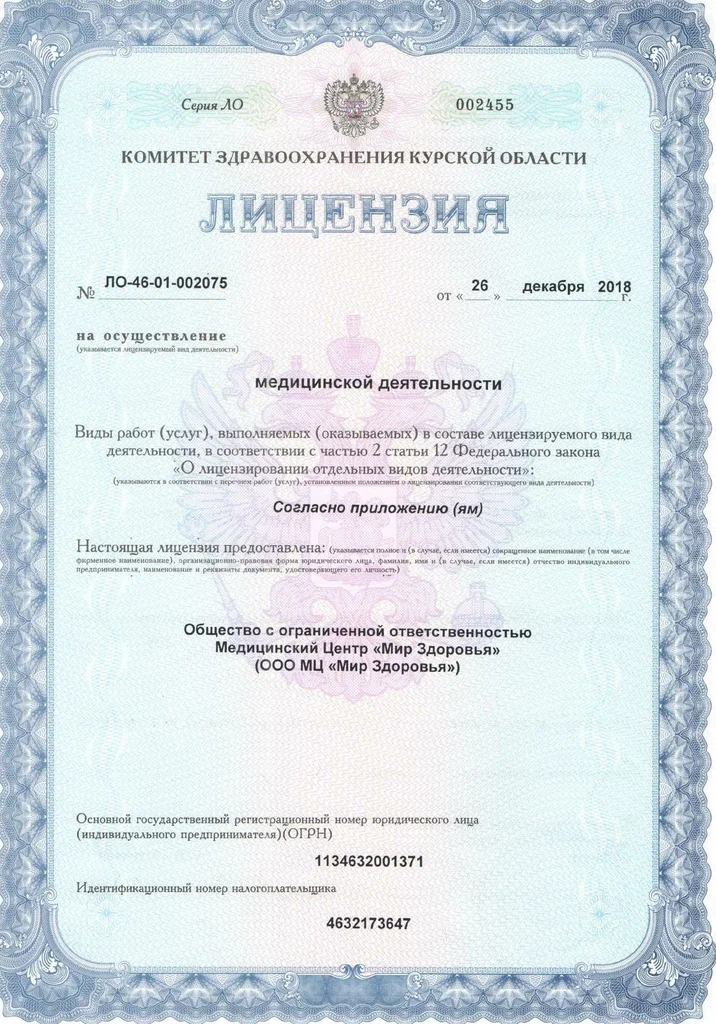 Серия ЛО 002455
КОМИТЕТ ЗДРАВООХРАНЕНИЯ КУРСКОЙ ОБЛАСТИ
ЛИЦЕНЗИЯ
№ ЛО-46-01-002075 от « 26 » декабря 2018 г.
на осуществление
(указывается лицензируемый вид деятельности)
медицинской деятельности
Виды работ (услуг), выполняемых (оказываемых) в составе лицензируемого вида
деятельности, в соответствии с частью 2 статьи 12 Федерального закона
«О лицензировании отдельных видов деятельности»:
(указываются в соответствии с перечнем работ (услуг), установленным положением о лицензировании соответствующего вида деятельности)
Согласно приложению (ям)
Настоящая лицензия предоставлена: (указывается полное и (в случае, если имеется) сокращенное наименование (в том числе
фирменное наименование), организационно-правовая форма юридического лица, фамилия, имя и (в случае, если имеется) отчество индивидуального
предпринимателя, наименование и реквизиты документа, удостоверяющего его личность)
Общество с ограниченной ответственностью
Медицинский Центр «Мир Здоровья»
(ООО МЦ «Мир Здоровья»)
Основной государственный регистрационный номер юридического лица
(индивидуального предпринимателя)(ОГРН)
1134632001371
Идентификационный номер налогоплательщика
4632173647